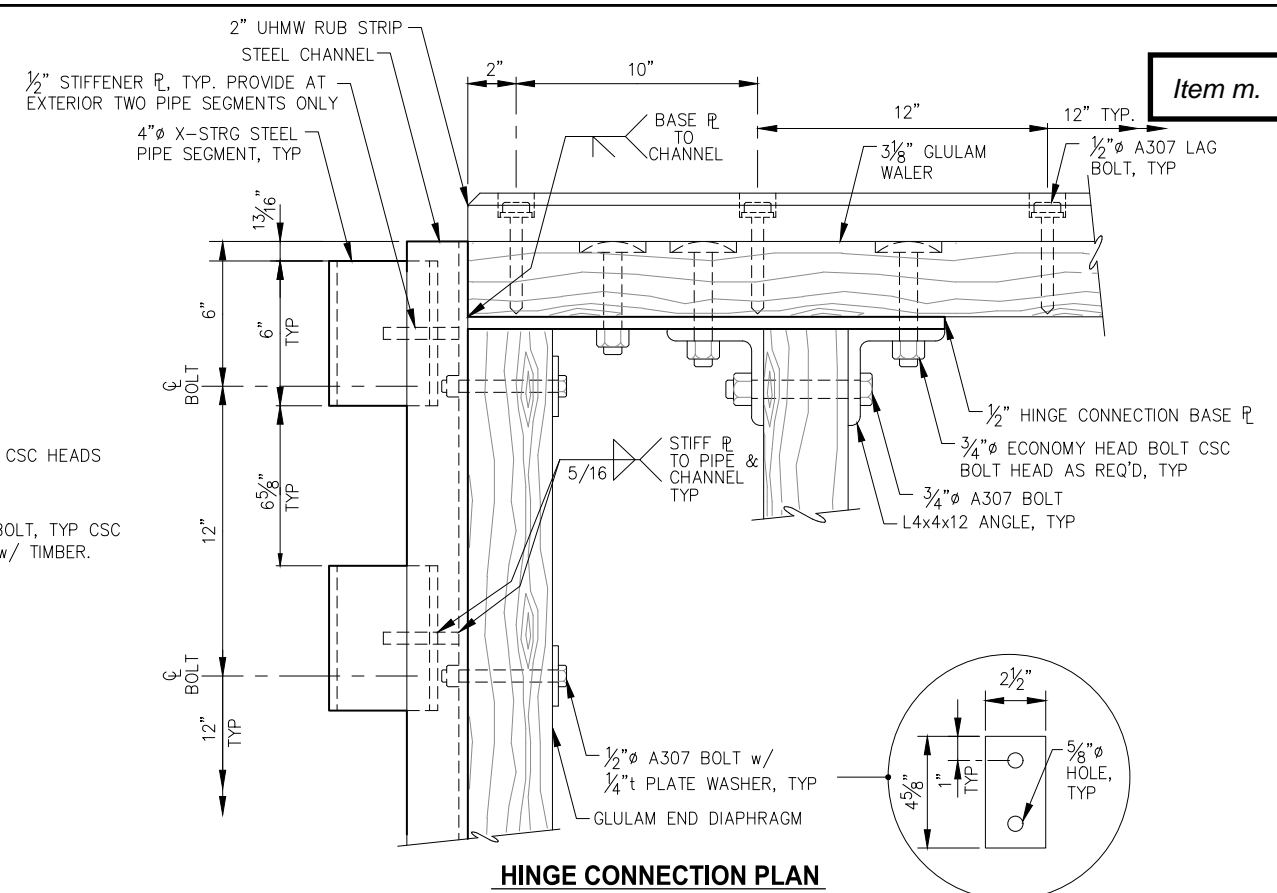 2" UHMW RUB STRIP
STEEL CHANNEL
½" STIFFENER ℄, TYP. PROVIDE AT
EXTERIOR TWO PIPE SEGMENTS ONLY
4"ø X-STRG STEEL
PIPE SEGMENT, TYP
2"
10"
12"
12" TYP.
Item m.
BASE PL
TO
CHANNEL
3⅛" GLULAM
WALER
½"ø A307 LAG
BOLT, TYP
13/16"
6"
6"
TYP
℄
BOLT
6⅝"
TYP
12"
℄
BOLT
12"
TYP
CSC HEADS
BOLT, TYP CSC
w/ TIMBER.
5/16
STIFF PL
TO PIPE &
CHANNEL
TYP
½" HINGE CONNECTION BASE PL
¾"ø ECONOMY HEAD BOLT CSC
BOLT HEAD AS REQ'D, TYP
¾"ø A307 BOLT
L4x4x12 ANGLE, TYP
½"ø A307 BOLT w/
¼"t PLATE WASHER, TYP
GLULAM END DIAPHRAGM
2½"
4⅝"
1"
TYP
⅝"ø
HOLE,
TYP
HINGE CONNECTION PLAN